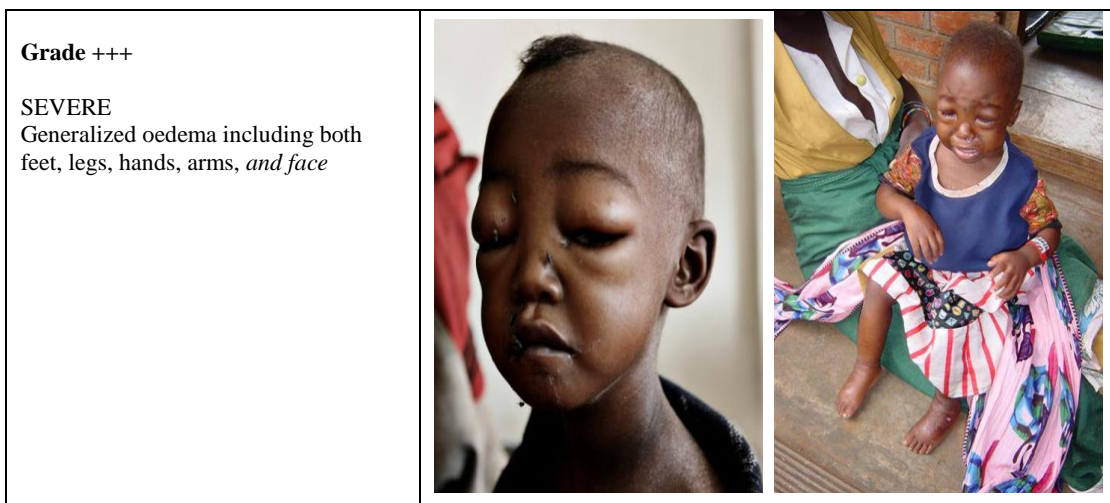 Grade +++
SEVERE
Generalized oedema including both
feet, legs, hands, arms, and face